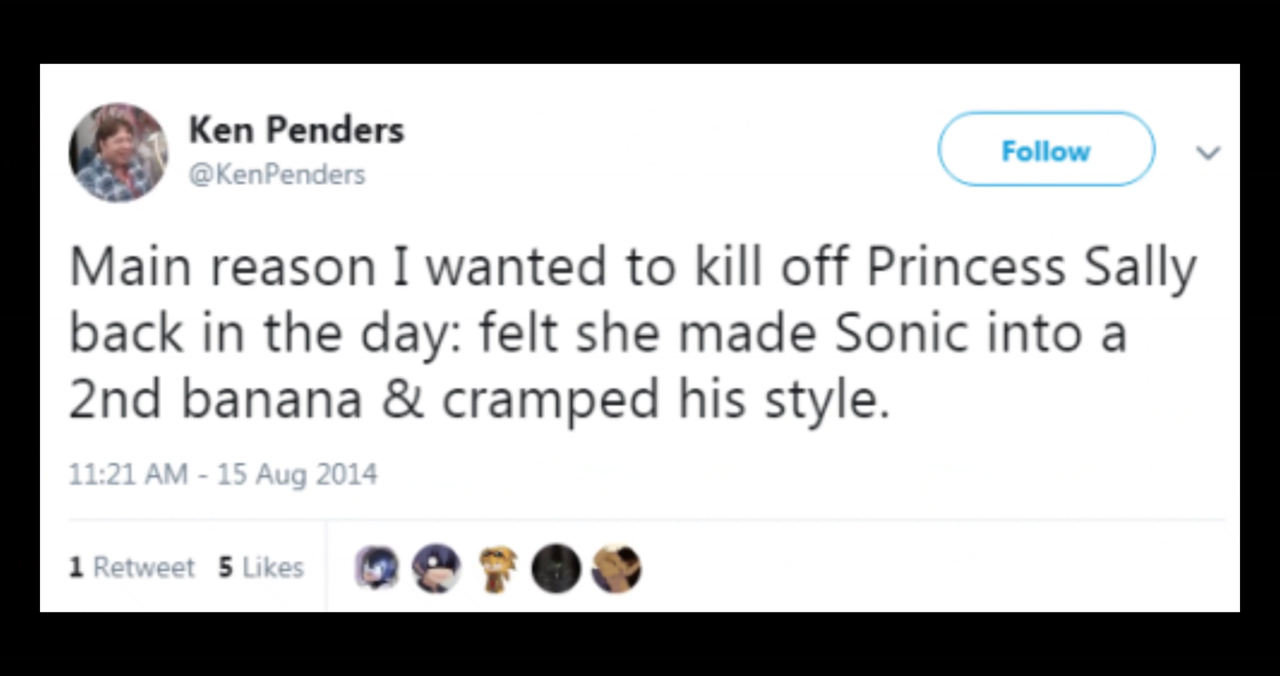 Ken Penders
@KenPenders
Follow
Main reason I wanted to kill off Princess Sally
back in the day: felt she made Sonic into a
2nd banana & cramped his style.
11:21 AM - 15 Aug 2014
1 Retweet 5 Likes